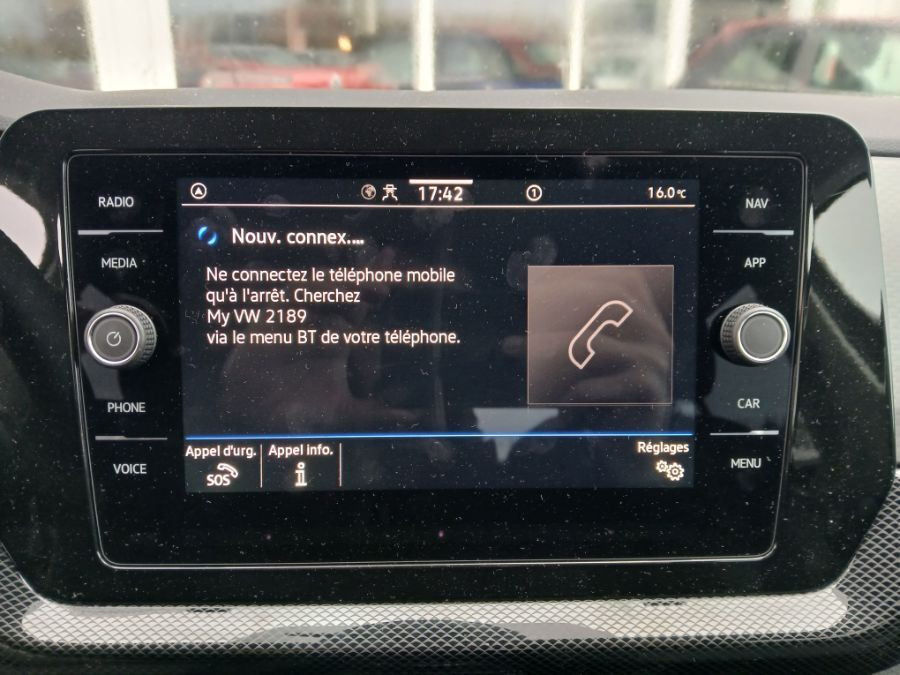 RADIO
MEDIA
PHONE
VOICE
17:42
1
16.0°C
Nouv. connex....
Ne connectez le téléphone mobile
qu'à l'arrêt. Cherchez
My VW 2189
via le menu BT de votre téléphone.
Appel d'urg.
SOS
Appel info.
i
Réglages
NAV
APP
CAR
MENU